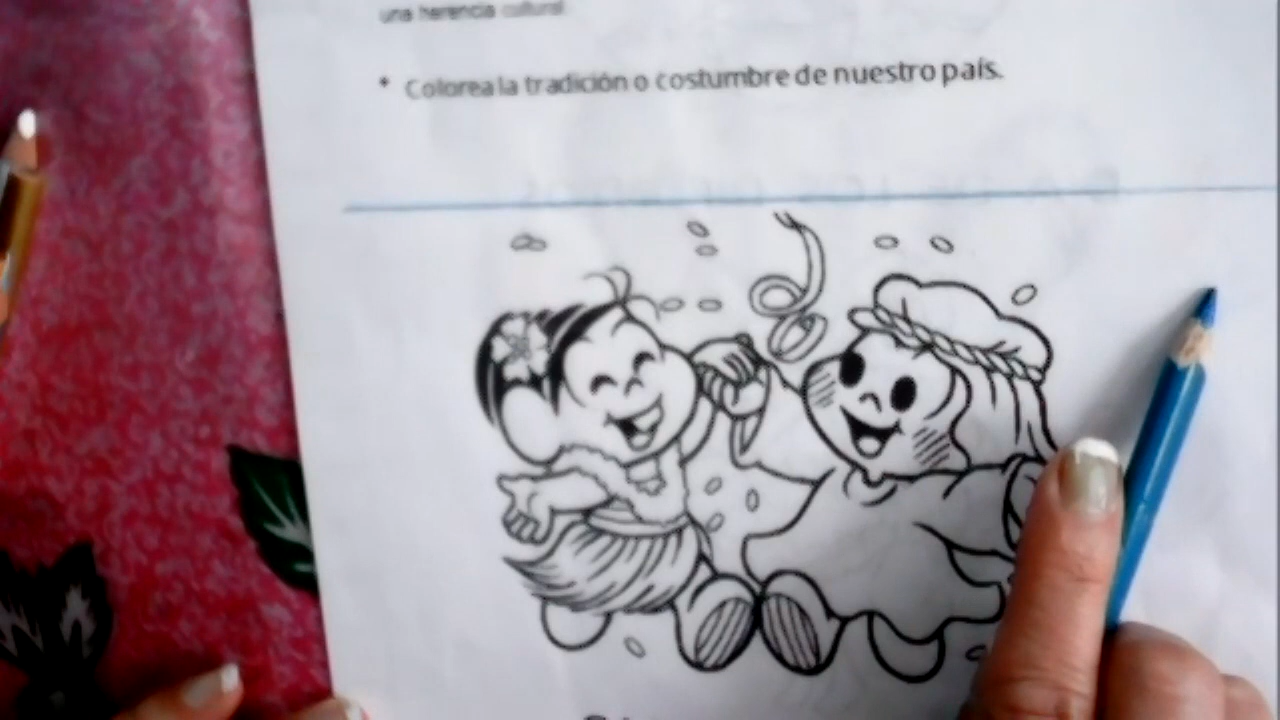 una herencia cultural
* Colorea la tradición o costumbre de nuestro país.